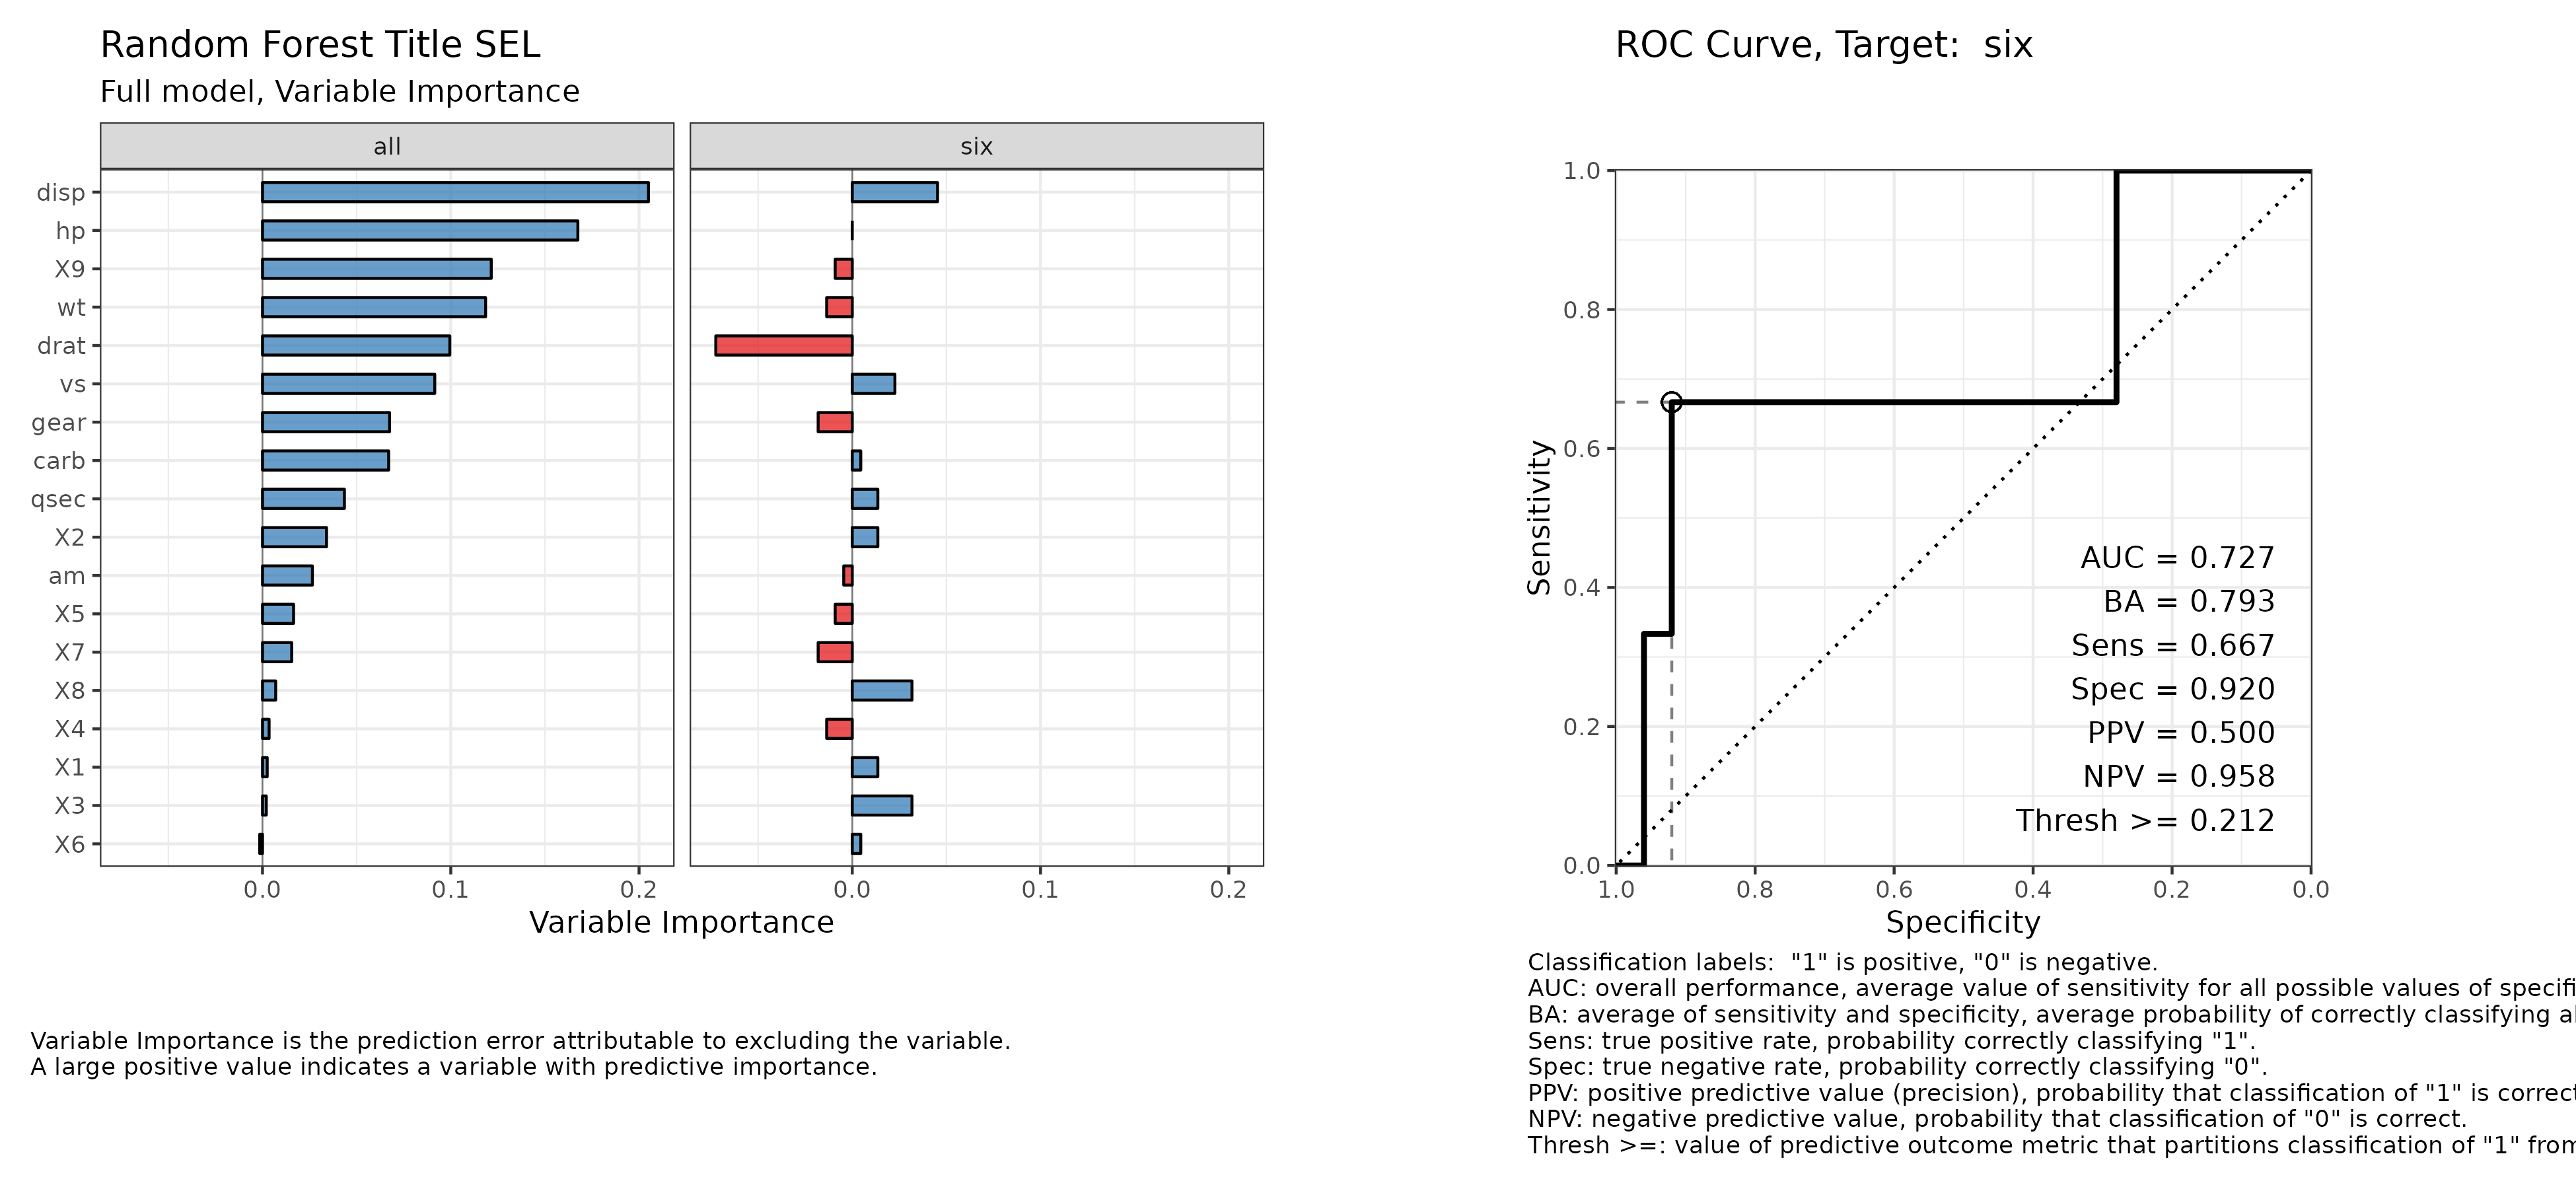 Random Forest Title SEL
Full model, Variable Importance
all
six
disp
hp
X9
wt
drat
vs
gear
carb
qsec
X2
am
X5
X7
X8
X4
X1
X3
X6
0.0 0.1 0.2
0.0 0.1 0.2
Variable Importance
Variable Importance is the prediction error attributable to excluding the variable.
A large positive value indicates a variable with predictive importance.
ROC Curve, Target:  six
1.0
0.8
0.6
0.4
0.2
0.0
Sensitivity
AUC = 0.727
BA = 0.793
Sens = 0.667
Spec = 0.920
PPV = 0.500
NPV = 0.958
Thresh >= 0.212
1.0 0.8 0.6 0.4 0.2 0.0
Specificity
Classification labels:  "1" is positive, "0" is negative.
AUC: overall performance, average value of sensitivity for all possible values of
BA: average of sensitivity and specificity, average probability of correctly classifying
Sens: true positive rate, probability correctly classifying "1".
Spec: true negative rate, probability correctly classifying "0".
PPV: positive predictive value (precision), probability that classification of "1" is correct
NPV: negative predictive value, probability that classification of "0" is correct.
Thresh >=: value of predictive outcome metric that partitions classification of "1" from